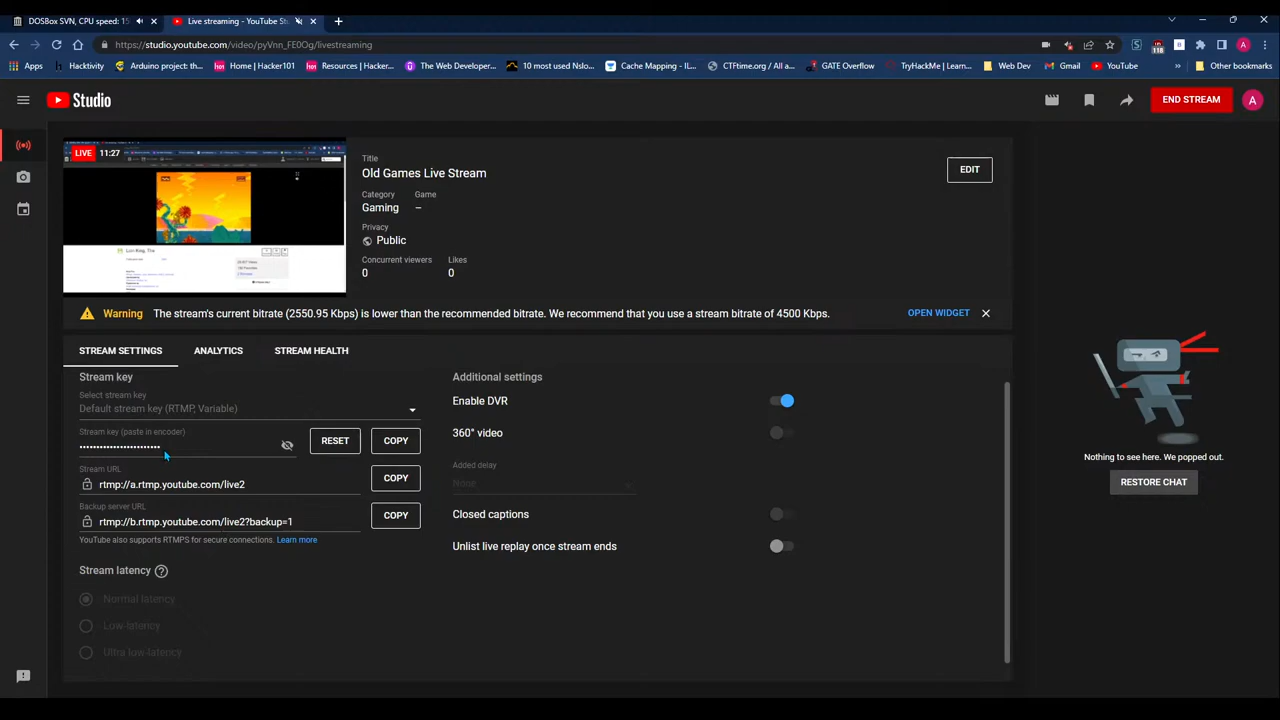 DOSBox SVN, CPU speed: 15
Live streaming - YouTube Stu
https://studio.youtube.com/video/pyVnn_FE0Og/livestreaming
118
A
Apps
Hacktivity
Arduino project: th...
Home | Hacker101
Resources | Hacker...
The Web Developer...
10 most used Nslo...
Cache Mapping - IL...
CTFtime.org / All a...
GATE Overflow
TryHackMe | Learn...
Web Dev
Gmail
YouTube
»
Other bookmarks
Studio
END STREAM
A
LIVE 11:27
Lion King, The
Title
Old Games Live Stream
EDIT
Category Game
Gaming –
Privacy
Public
Concurrent viewers Likes
0 0
Warning The stream's current bitrate (2550.95 Kbps) is lower than the recommended bitrate. We recommend that you use a stream bitrate of 4500 Kbps. OPEN WIDGET
STREAM SETTINGS ANALYTICS STREAM HEALTH
Stream key
Select stream key
Default stream key (RTMP, Variable)
Stream key (paste in encoder)
••••••••••••••••••••••••
RESET COPY
Stream URL
rtmp://a.rtmp.youtube.com/live2
COPY
Backup server URL
rtmp://b.rtmp.youtube.com/live2?backup=1
COPY
YouTube also supports RTMPS for secure connections. Learn more
Stream latency
Normal latency
Low-latency
Ultra low-latency
Additional settings
Enable DVR
360° video
Added delay
None
Closed captions
Unlist live replay once stream ends
Nothing to see here. We popped out.
RESTORE CHAT